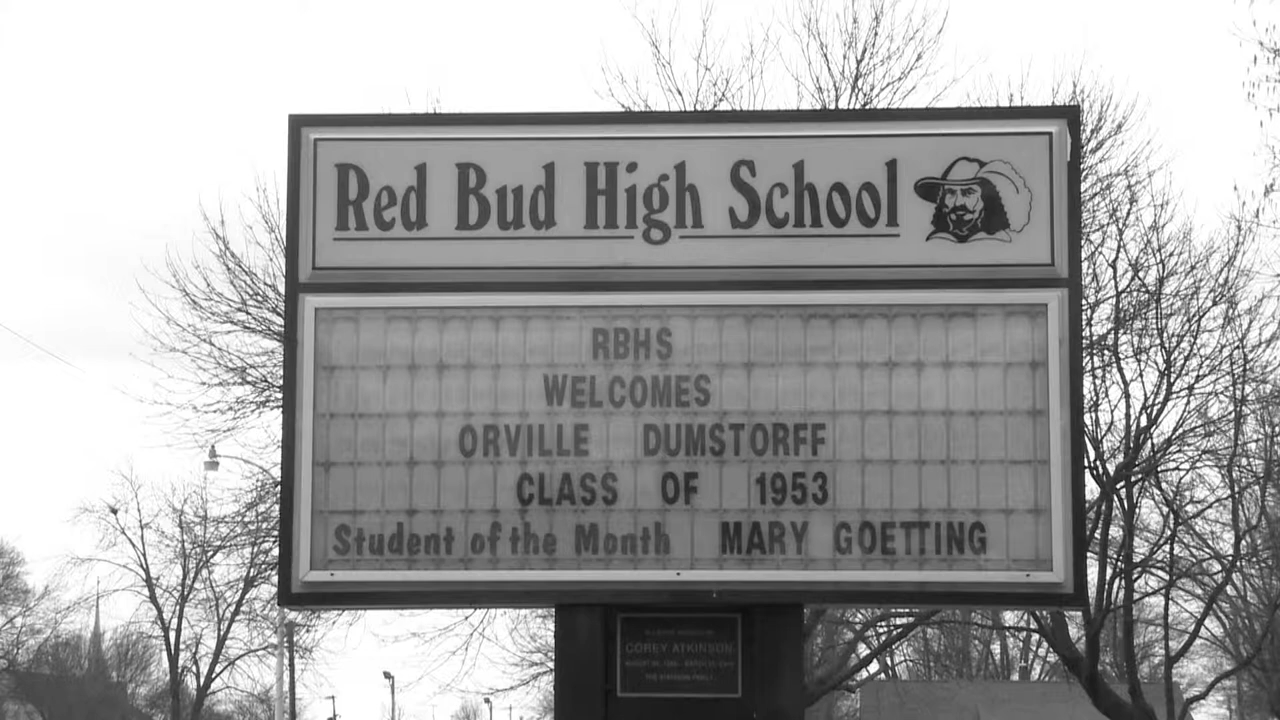 Red Bud High School
RBHS
WELCOMES
ORVILLE DUMSTORFF
CLASS OF 1953
Student of the Month MARY GOETTING
COREY ATKINSON